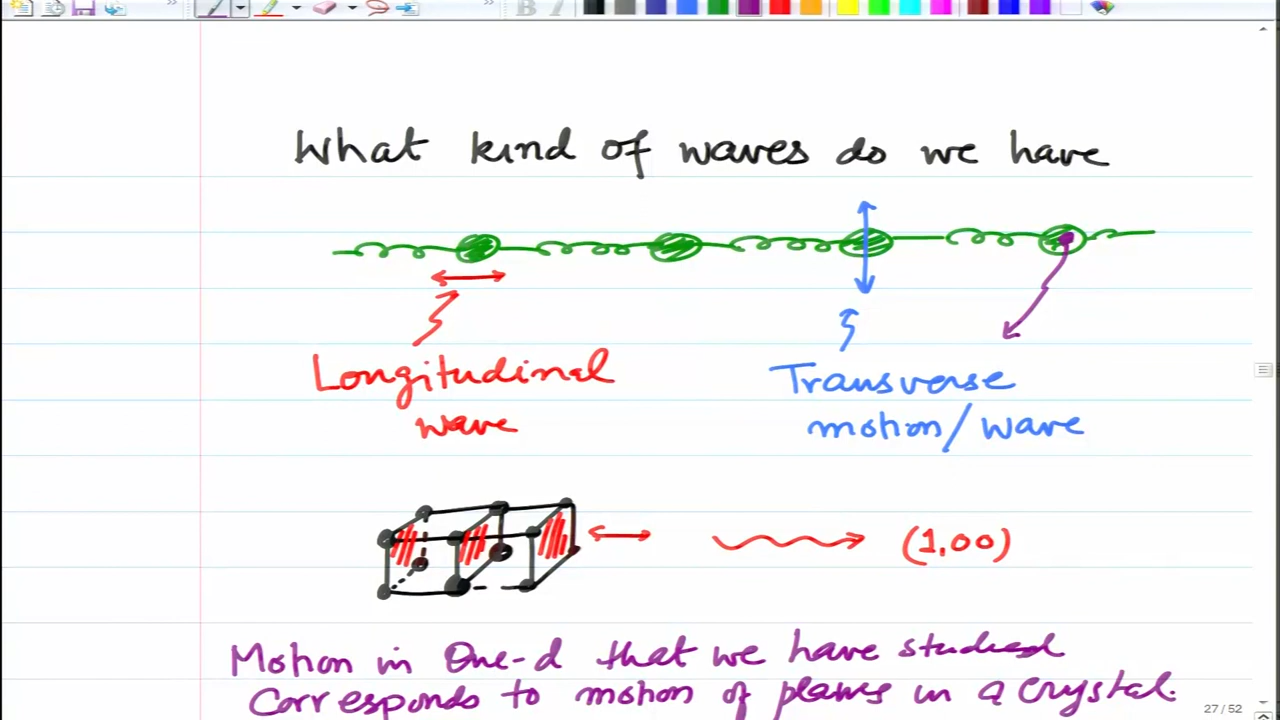 What kind of waves do we have
Longitudinal
wave
Transverse
motion/wave
(1,00)
Motion in One-d that we have studied
Corresponds to motion of planes in a crystal.
27 / 52